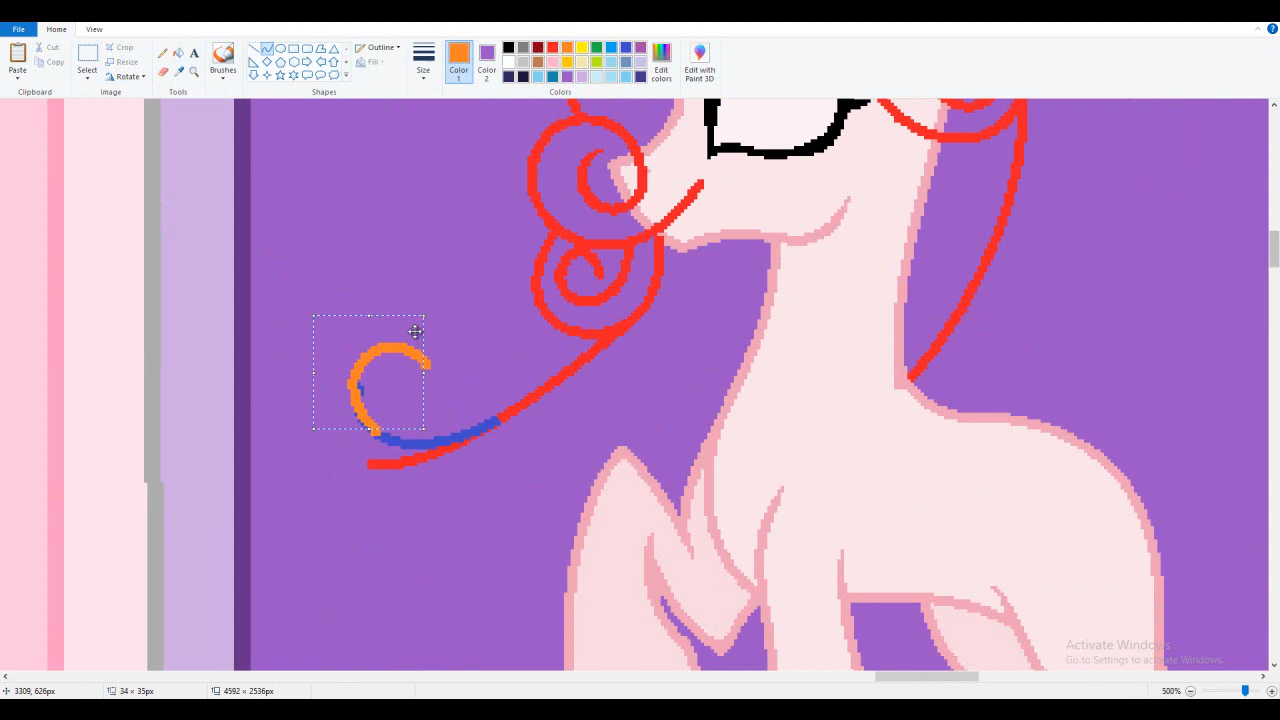 File Home View
Paste Cut Copy Clipboard
Select Crop Resize Rotate Image
Tools
Brushes
Shapes Outline Fill
Size
Color 1 Color 2 Edit colors Colors
Edit with Paint 3D
Activate Windows
Go to Settings to activate Windows.
3309, 626px 34 × 35px 4592 × 2536px 500%